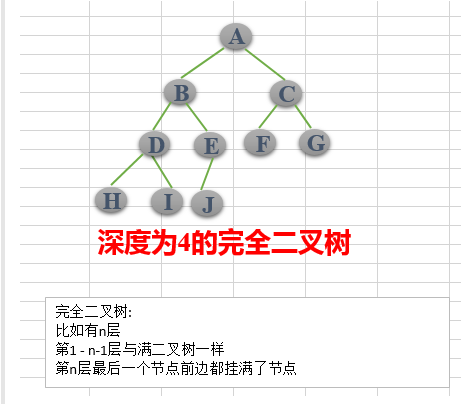 A
B
C
D
E
F
G
H
I
J
深度为4的完全二叉树
完全二叉树:
比如有n层
第1 - n-1层与满二叉树一样
第n层最后一个节点前边都挂满了节点